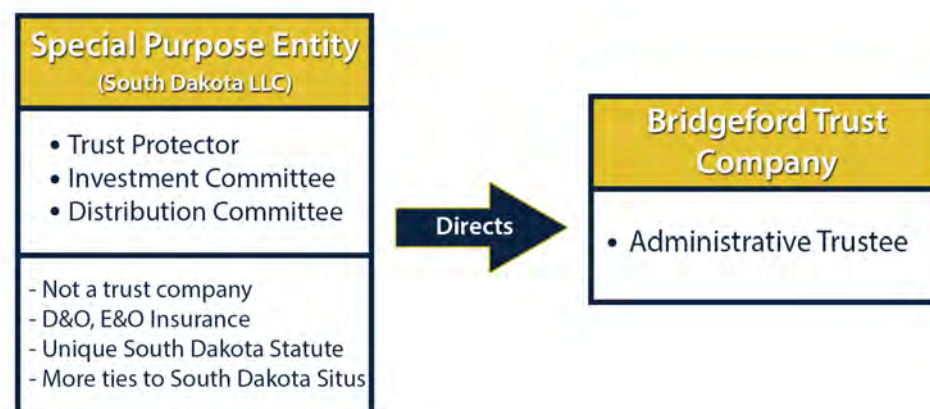 Special Purpose Entity
(South Dakota LLC)
• Trust Protector
• Investment Committee
• Distribution Committee
- Not a trust company
- D&O, E&O Insurance
- Unique South Dakota Statute
- More ties to South Dakota Situs
Directs
Bridgeford Trust
Company
• Administrative Trustee